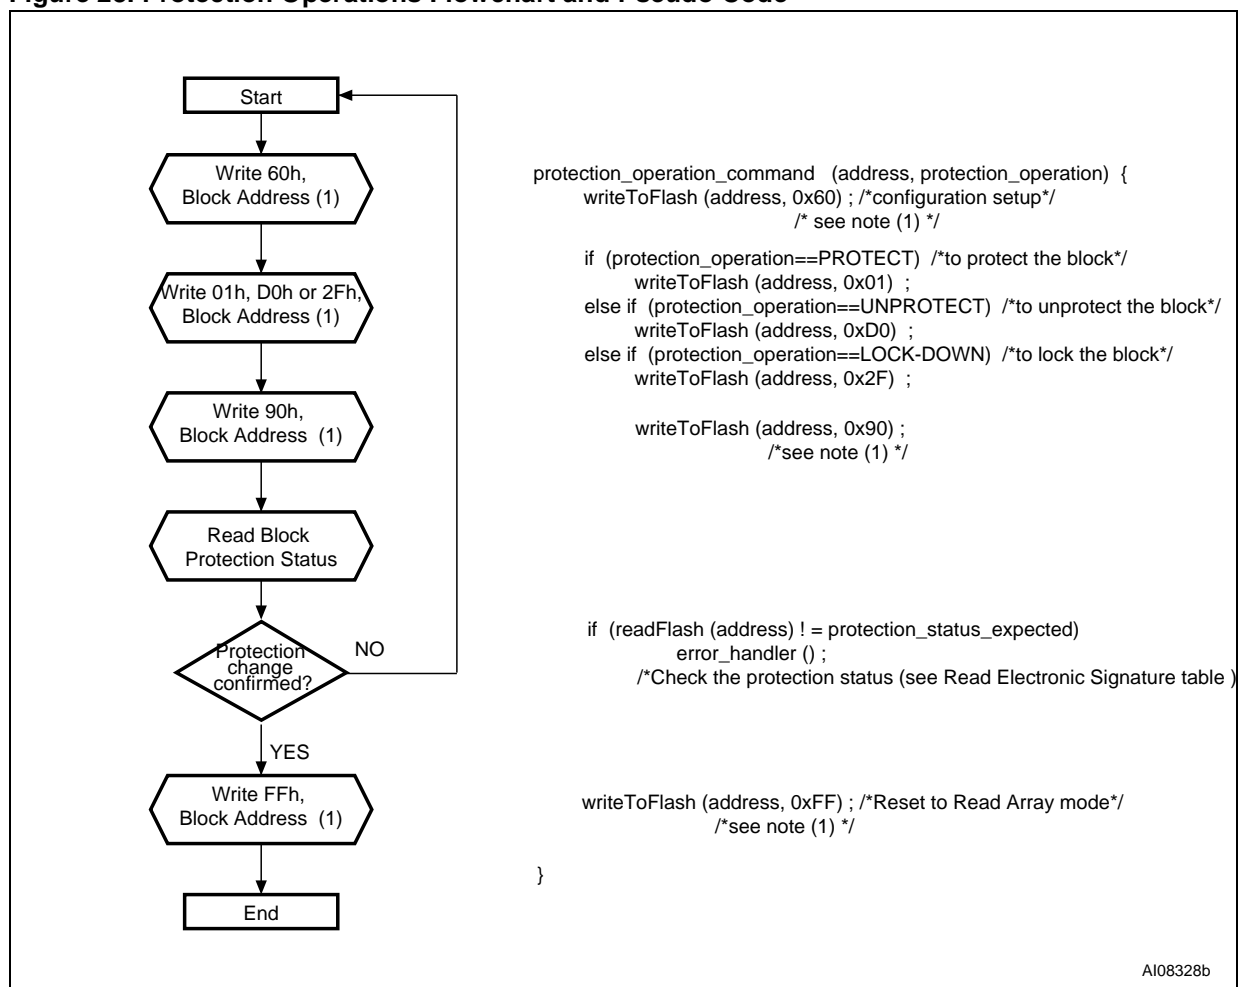 Start
Write 60h,
Block Address (1)
Write 01h, D0h or 2Fh,
Block Address (1)
Write 90h,
Block Address (1)
Read Block
Protection Status
Protection
change
confirmed?
NO
YES
Write FFh,
Block Address (1)
End
protection_operation_command (address, protection_operation) {
writeToFlash (address, 0x60) ; /*configuration setup*/
/* see note (1) */
if (protection_operation==PROTECT) /*to protect the block*/
writeToFlash (address, 0x01) ;
else if (protection_operation==UNPROTECT) /*to unprotect the block*/
writeToFlash (address, 0xD0) ;
else if (protection_operation==LOCK-DOWN) /*to lock the block*/
writeToFlash (address, 0x2F) ;
writeToFlash (address, 0x90) ;
/*see note (1) */
if (readFlash (address) ! = protection_status_expected)
error_handler () ;
/*Check the protection status (see Read Electronic Signature table )
writeToFlash (address, 0xFF) ; /*Reset to Read Array mode*/
/*see note (1) */
}
AI08328b